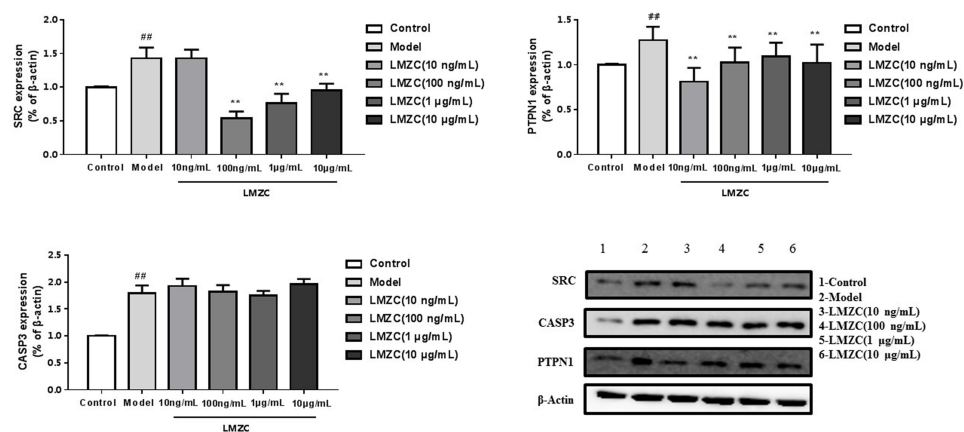 SRC expression
(% of β-actin)
2.0
1.5
1.0
0.5
0.0
##
**
**
**
Control Model 10ng/mL 100ng/mL 1μg/mL 10μg/mL
LMZC
Control
Model
LMZC(10 ng/mL)
LMZC(100 ng/mL)
LMZC(1 μg/mL)
LMZC(10 μg/mL)
PTPN1 expression
(% of β-actin)
1.5
1.0
0.5
0.0
##
**
**
**
**
Control Model 10ng/mL 100ng/mL 1μg/mL 10μg/mL
LMZC
Control
Model
LMZC(10 ng/mL)
LMZC(100 ng/mL)
LMZC(1 μg/mL)
LMZC(10 μg/mL)
CASP3 expression
(% of β-actin)
2.5
2.0
1.5
1.0
0.5
0.0
##
Control Model 10ng/mL 100ng/mL 1μg/mL 10μg/mL
LMZC
Control
Model
LMZC(10 ng/mL)
LMZC(100 ng/mL)
LMZC(1 μg/mL)
LMZC(10 μg/mL)
1 2 3 4 5 6
SRC
CASP3
PTPN1
β-Actin
1-Control
2-Model
3-LMZC(10 ng/mL)
4-LMZC(100 ng/mL)
5-LMZC(1 μg/mL)
6-LMZC(10 μg/mL)